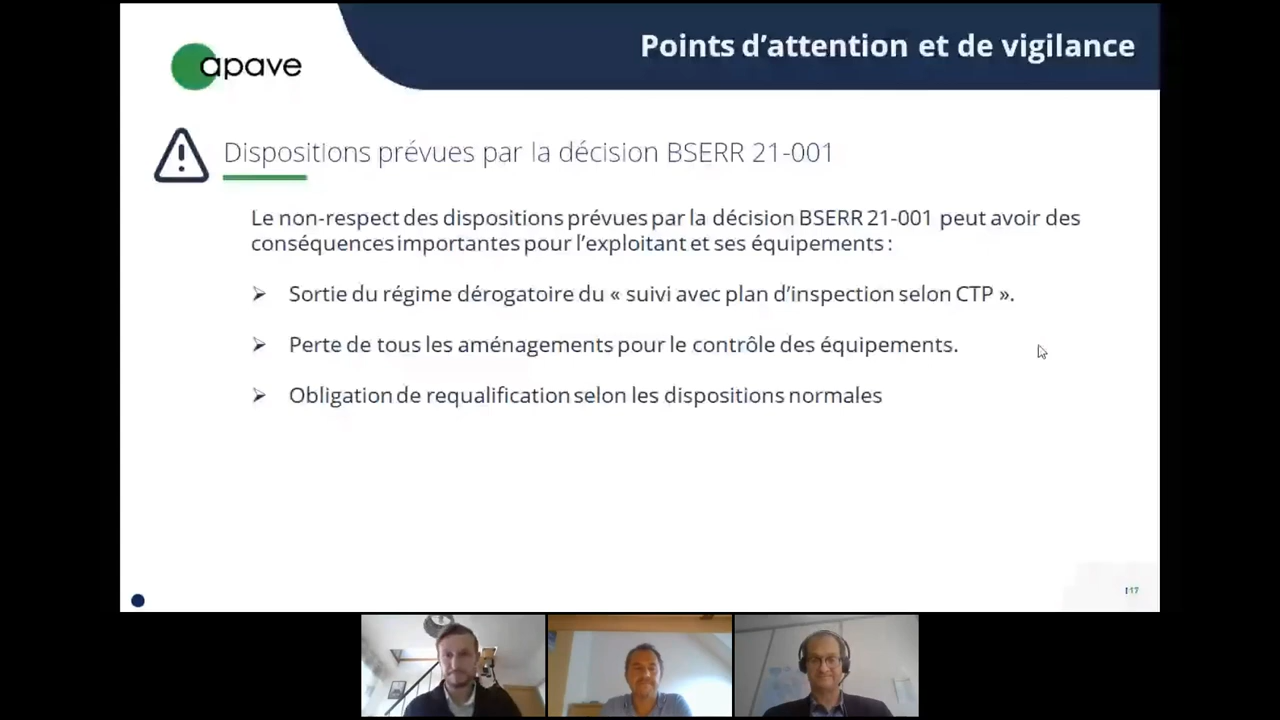 Points d'attention et de vigilance
apave
Dispositions prévues par la décision BSERR 21-001
Le non-respect des dispositions prévues par la décision BSERR 21-001 peut avoir des
conséquences importantes pour l'exploitant et ses équipements :
Sortie du régime dérogatoire du « suivi avec plan d'inspection selon CTP ».
Perte de tous les aménagements pour le contrôle des équipements.
Obligation de requalification selon les dispositions normales
17